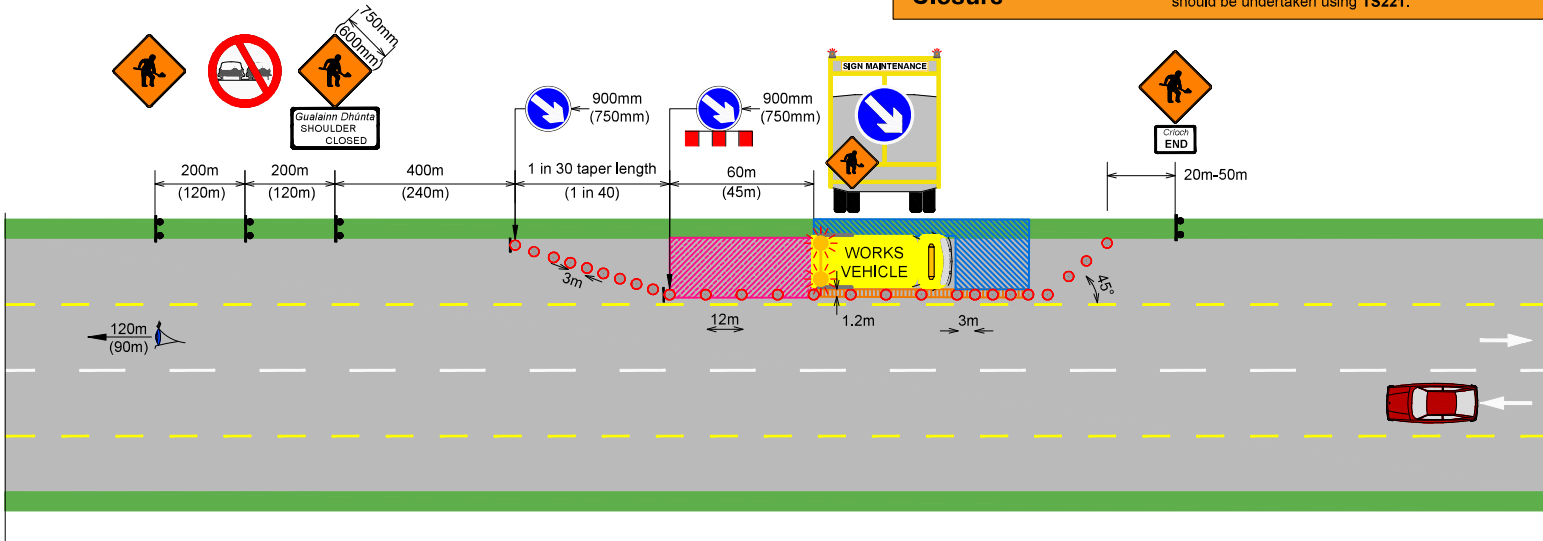 Closure
should be undertaken using TS221.
750mm
(600mm)
SIGN MAINTENANCE
Gualainn Dhúnta
SHOULDER
CLOSED
900mm
(750mm)
900mm
(750mm)
Críoch
END
200m
(120m)
200m
(120m)
400m
(240m)
1 in 30 taper length
(1 in 40)
60m
(45m)
20m-50m
WORKS
VEHICLE
3m
45°
12m
1.2m
3m
120m
(90m)